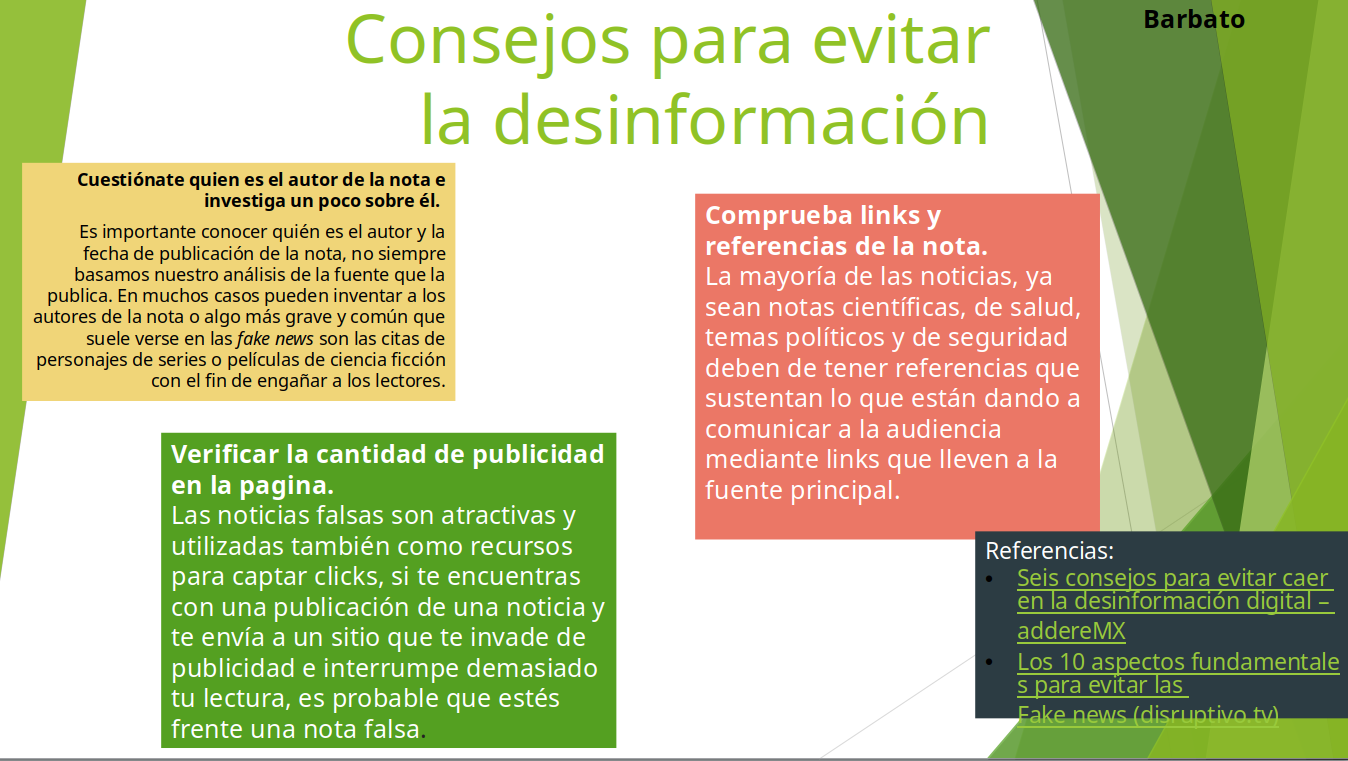 Barbato
Consejos para evitar
la desinformación
Cuestiónate quien es el autor de la nota e
investiga un poco sobre él.
Es importante conocer quién es el autor y la
fecha de publicación de la nota, no siempre
basamos nuestro análisis de la fuente que la
publica. En muchos casos pueden inventar a los
autores de la nota o algo más grave y común que
suele verse en las fake news son las citas de
personajes de series o películas de ciencia ficción
con el fin de engañar a los lectores.
Comprueba links y
referencias de la nota.
La mayoría de las noticias, ya
sean notas científicas, de salud,
temas políticos y de seguridad
deben de tener referencias que
sustentan lo que están dando a
comunicar a la audiencia
mediante links que lleven a la
fuente principal.
Verificar la cantidad de publicidad
en la pagina.
Las noticias falsas son atractivas y
utilizadas también como recursos
para captar clicks, si te encuentras
con una publicación de una noticia y
te envía a un sitio que te invade de
publicidad e interrumpe demasiado
tu lectura, es probable que estés
frente una nota falsa.
Referencias:
• Seis consejos para evitar caer
en la desinformación digital –
addereMX
• Los 10 aspectos fundamentale
s para evitar las
Fake news (disruptivo.tv)